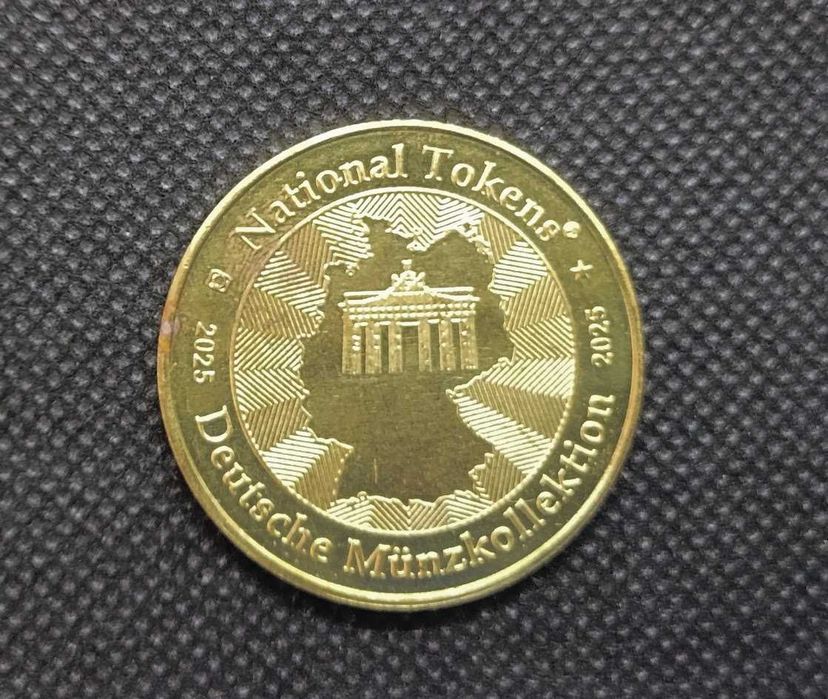 National Tokens®
2025
Deutsche Münzkollektion
2025